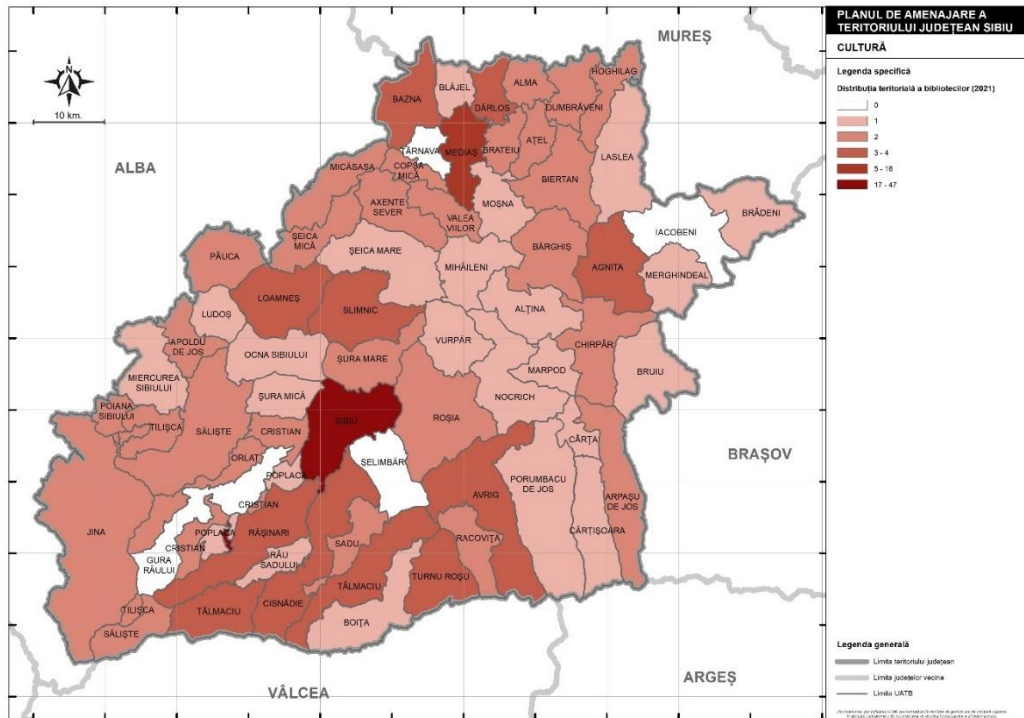 PLANUL DE AMENAJARE A
TERITORIULUI JUDEȚEAN SIBIU
CULTURĂ
Legenda specifică
Distribuția teritorială a bibliotecilor (2021)
0
1
2
3 - 4
5 - 16
17 - 47
N
10 km.
MUREȘ
ALBA
BRAȘOV
ARGEȘ
VÂLCEA
BAZNA
BLĂJEL
DÂRLOS
ALMA
HOGHILAG
DUMBRĂVENI
TÂRNAVA
MEDIAȘ
BRATEIU
AȚEL
LASLEA
MICĂSASA
COPȘA
MICĂ
BIERTAN
AXENTE
SEVER
MOȘNA
BRĂDENI
VALEA
VIILOR
IACOBENI
ȘEICA
MICĂ
ȘEICA MARE
BÂRGHIȘ
PĂUCA
MIHĂILENI
AGNITA
MERGHINDEAL
LOAMNEȘ
SLIMNIC
ALȚINA
LUDOȘ
VURPĂR
APOLDU
DE JOS
OCNA SIBIULUI
ȘURA MARE
CHIRPĂR
MARPOD
BRUIU
MIERCUREA
SIBIULUI
ȘURA MICĂ
NOCRICH
POIANA
SIBIULUI
TILIȘCA
SĂLIȘTE
CRISTIAN
SIBIU
ROȘIA
CÂRȚA
ORLAT
ȘELIMBĂR
POPLACA
PORUMBACU
DE JOS
AVRIG
ARPAȘU
DE JOS
CRISTIAN
JINA
POPLACA
RĂȘINARI
CÂRȚIȘOARA
CRISTIAN
SADU
RACOVIȚA
GURA
RÂULUI
RÂU
SADULUI
TURNU ROȘU
TĂLMACIU
TILIȘCA
TĂLMACIU
CISNĂDIE
BOIȚA
SĂLIȘTE
Legenda generală
Limita teritoriului județean
Limita județelor vecine
Limita UATB